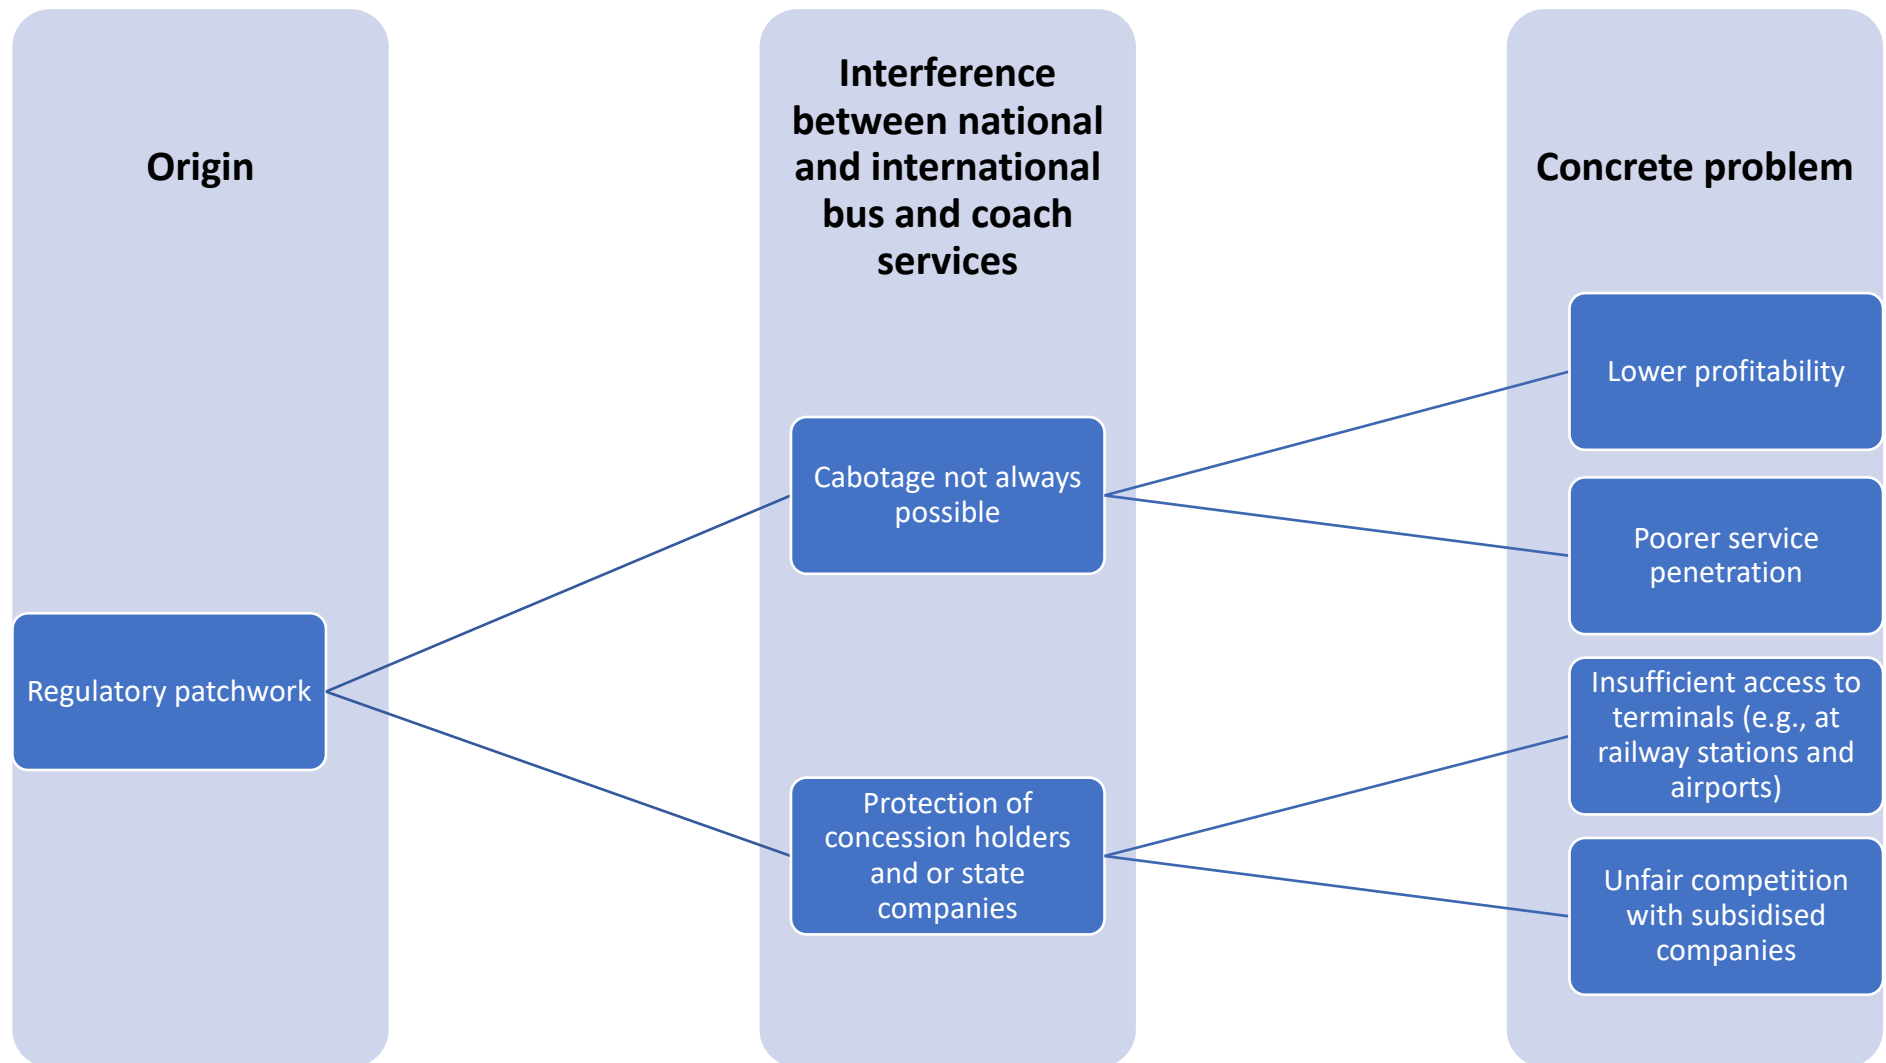 Origin
Interference
between national
and international
bus and coach
services
Concrete problem
Regulatory patchwork
Cabotage not always
possible
Protection of
concession holders
and or state
companies
Lower profitability
Poorer service
penetration
Insufficient access to
terminals (e.g., at
railway stations and
airports)
Unfair competition
with subsidised
companies